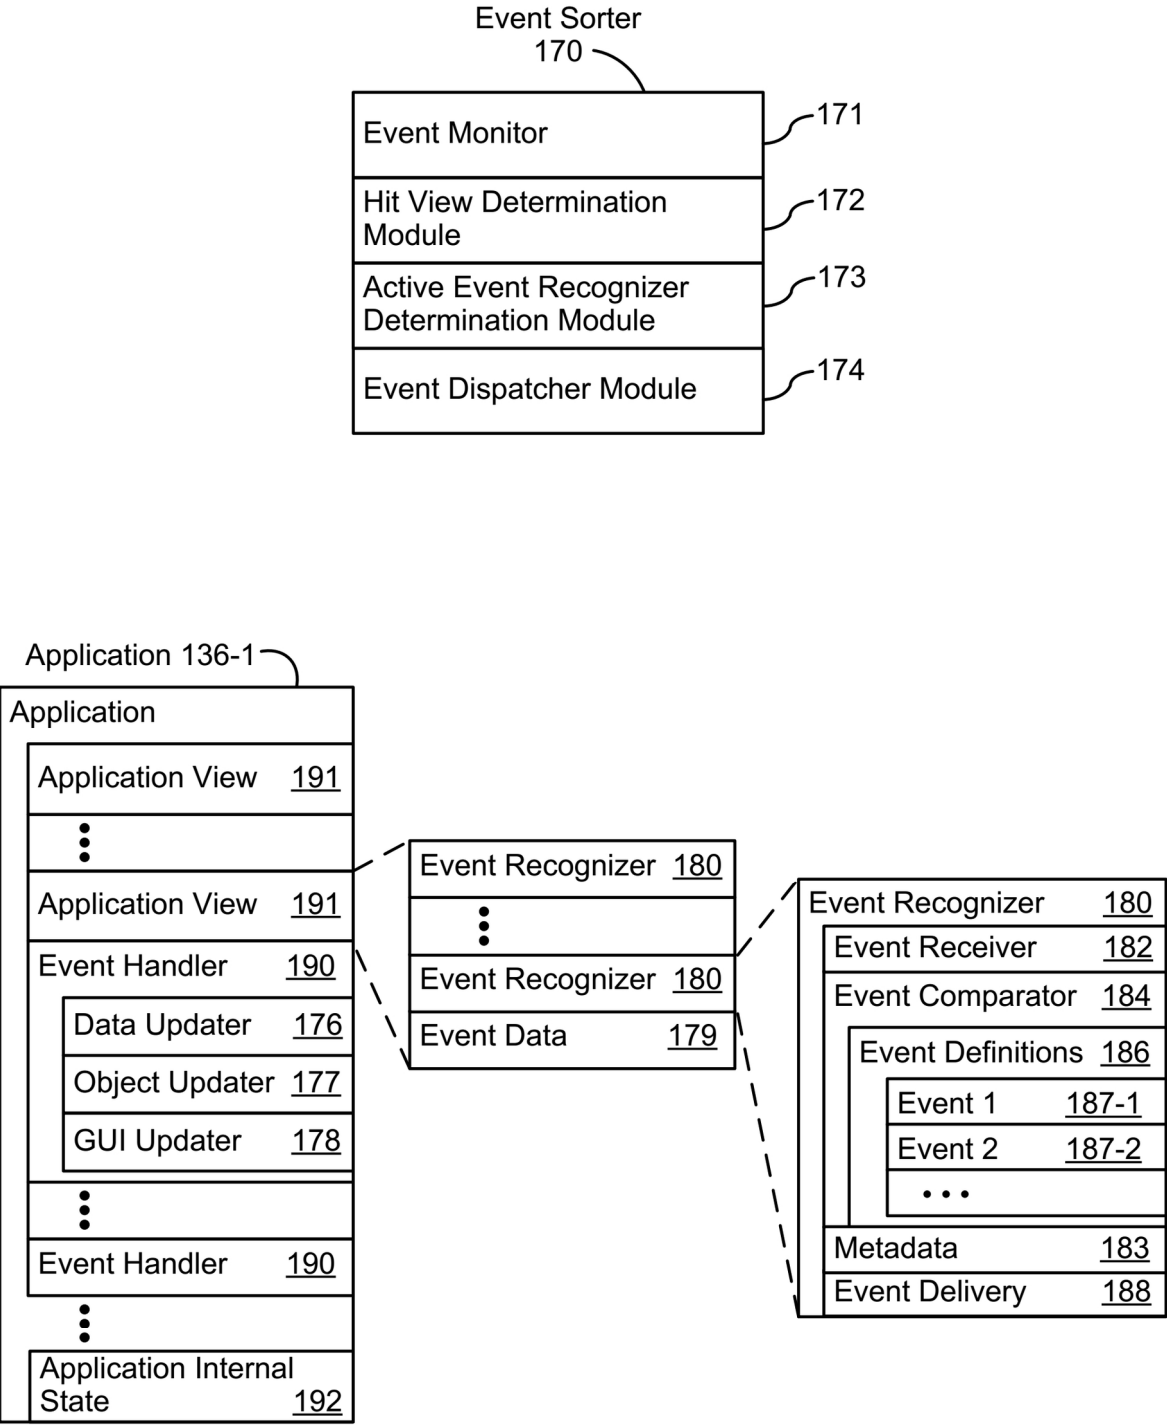 Event Sorter
170
Event Monitor
171
Hit View Determination
Module
172
Active Event Recognizer
Determination Module
173
Event Dispatcher Module
174
Application 136-1
Application
Application View 191
Application View 191
Event Handler 190
Data Updater 176
Object Updater 177
GUI Updater 178
Event Handler 190
Application Internal
State 192
Event Recognizer 180
Event Recognizer 180
Event Data 179
Event Recognizer 180
Event Receiver 182
Event Comparator 184
Event Definitions 186
Event 1 187-1
Event 2 187-2
• • •
Metadata 183
Event Delivery 188